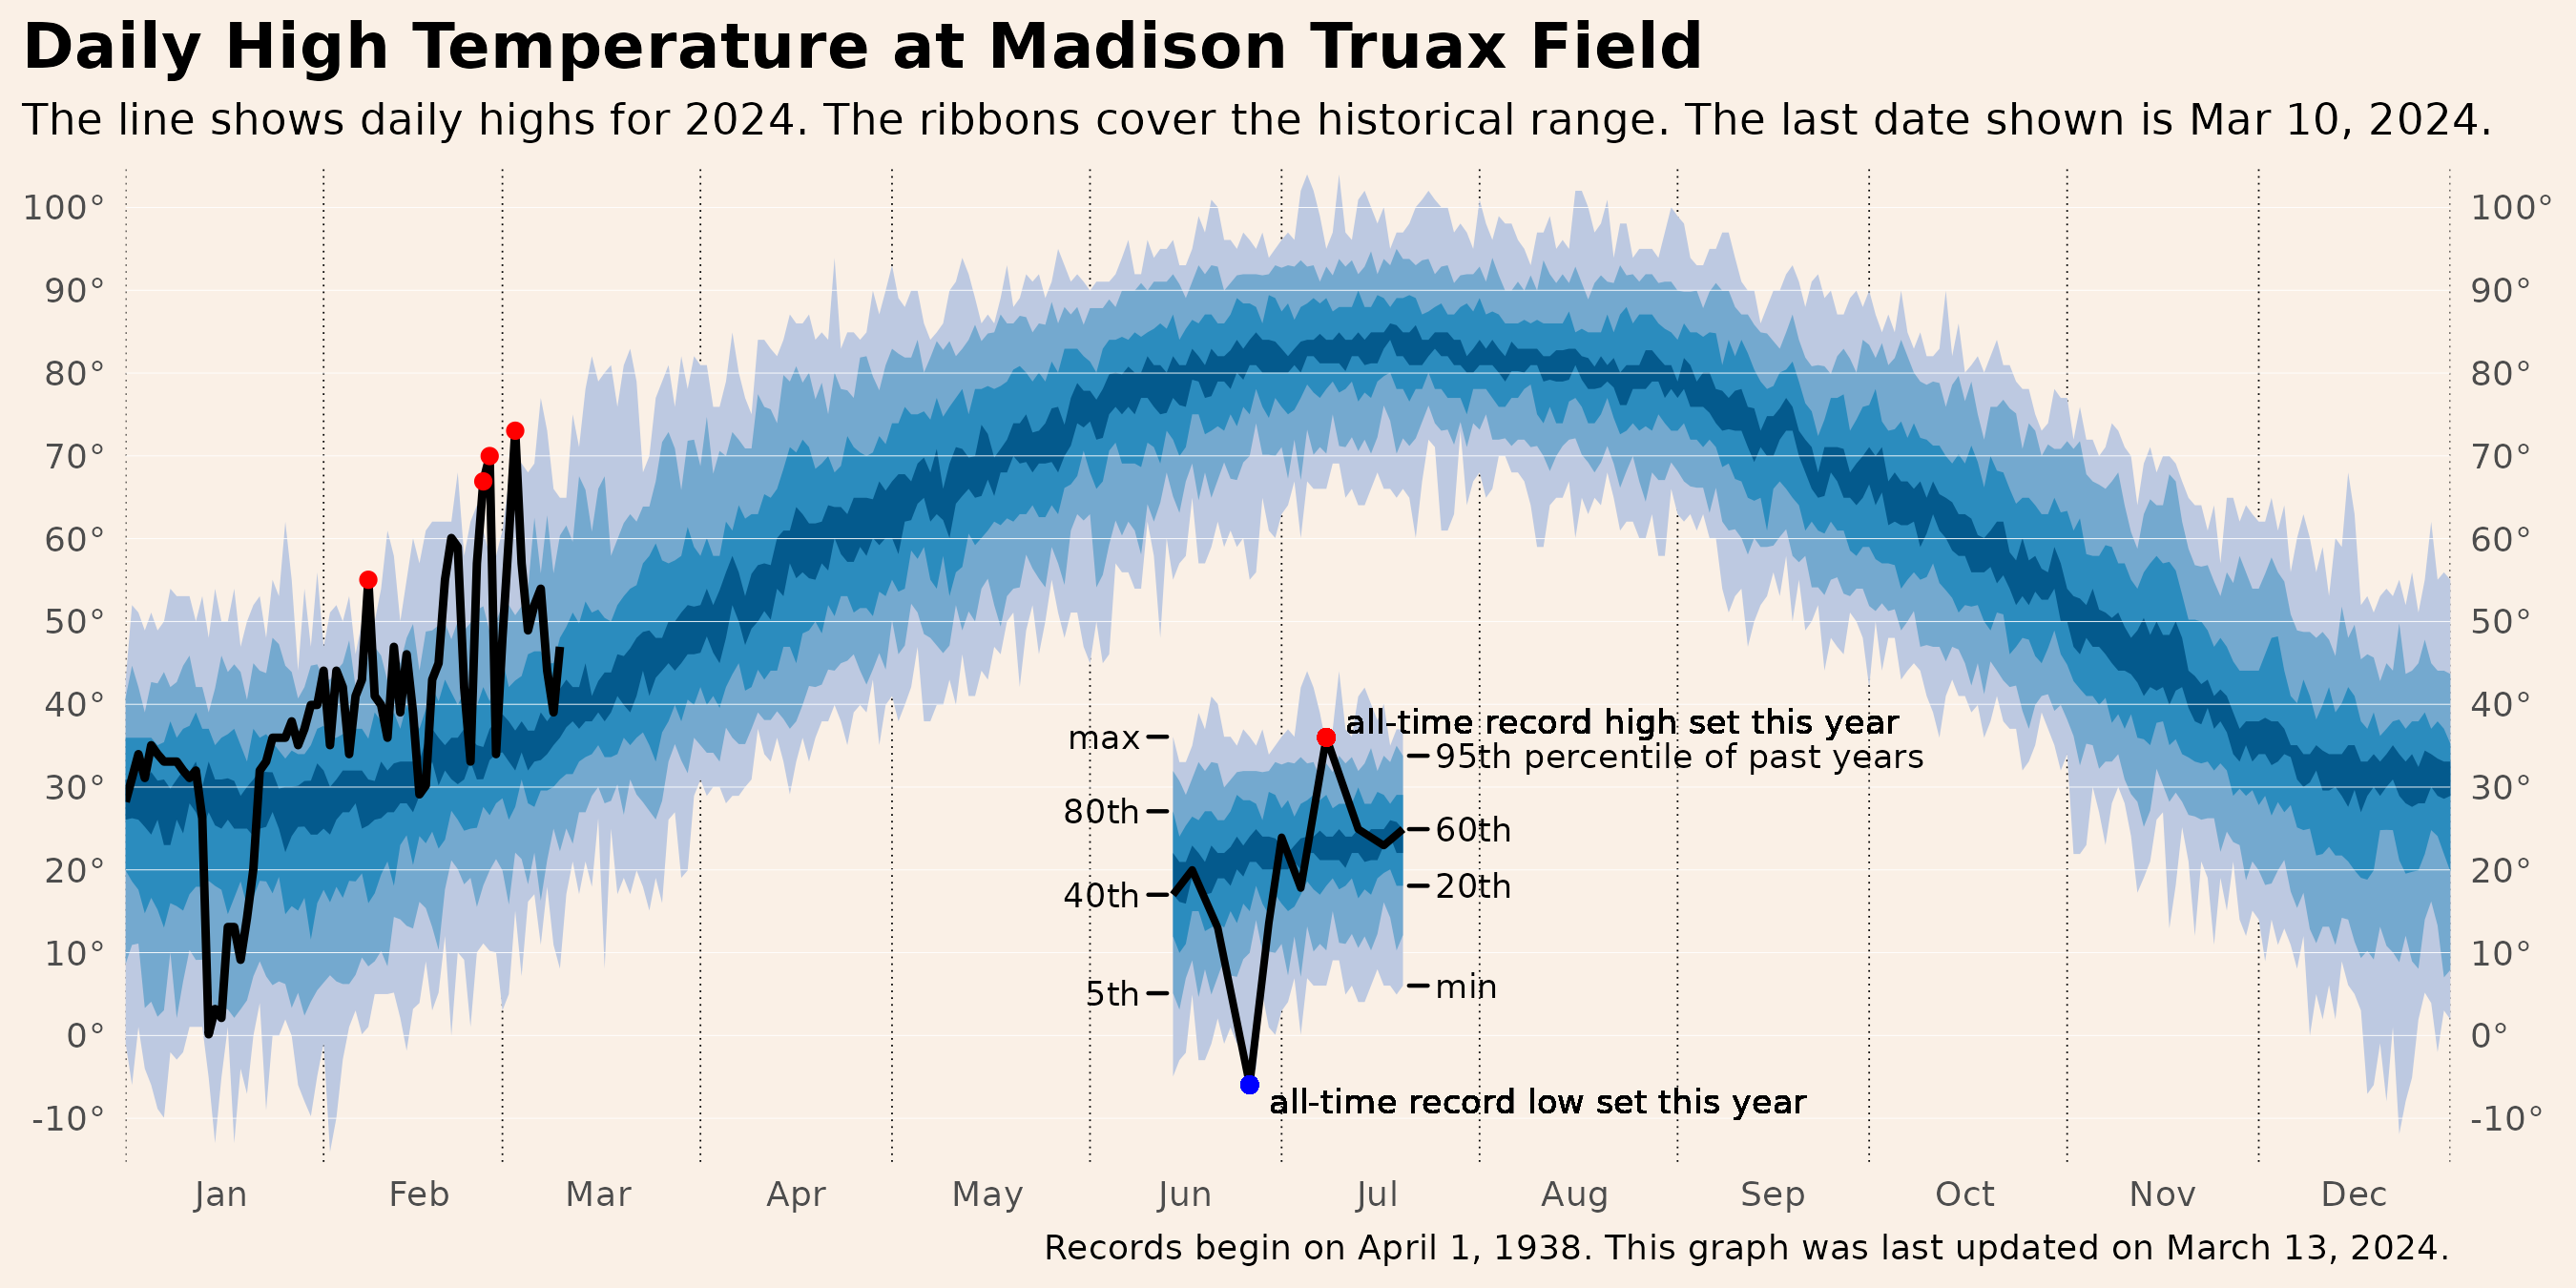 Daily High Temperature at Madison Truax Field
The line shows daily highs for 2024. The ribbons cover the historical range. The last date shown is Mar 10, 2024.
100° 100°
90° 90°
80° 80°
70° 70°
60° 60°
50° 50°
40° 40°
30° 30°
20° 20°
10° 10°
0° 0°
-10° -10°
all-time record high set this year
max
95th percentile of past years
80th
60th
20th
40th
min
5th
all-time record low set this year
Jan Feb Mar Apr May Jun Jul Aug Sep Oct Nov Dec
Records begin on April 1, 1938. This graph was last updated on March 13, 2024.